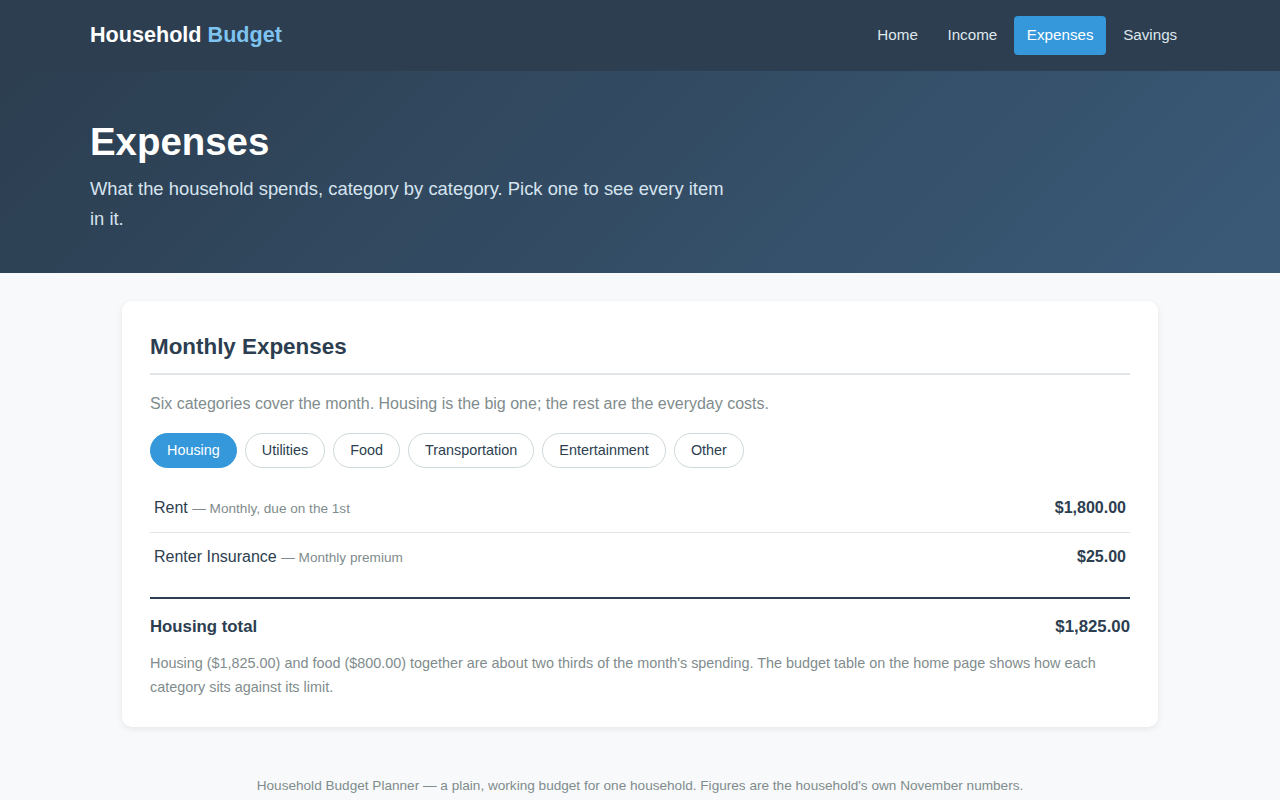 Household Budget
Home Income Expenses Savings
Expenses
What the household spends, category by category. Pick one to see every item
in it.
Monthly Expenses
Six categories cover the month. Housing is the big one; the rest are the everyday costs.
Housing Utilities Food Transportation Entertainment Other
Rent — Monthly, due on the 1st $1,800.00
Renter Insurance — Monthly premium $25.00
Housing total $1,825.00
Housing ($1,825.00) and food ($800.00) together are about two thirds of the month's spending. The budget table on the home page shows how each
category sits against its limit.
Household Budget Planner — a plain, working budget for one household. Figures are the household's own November numbers.